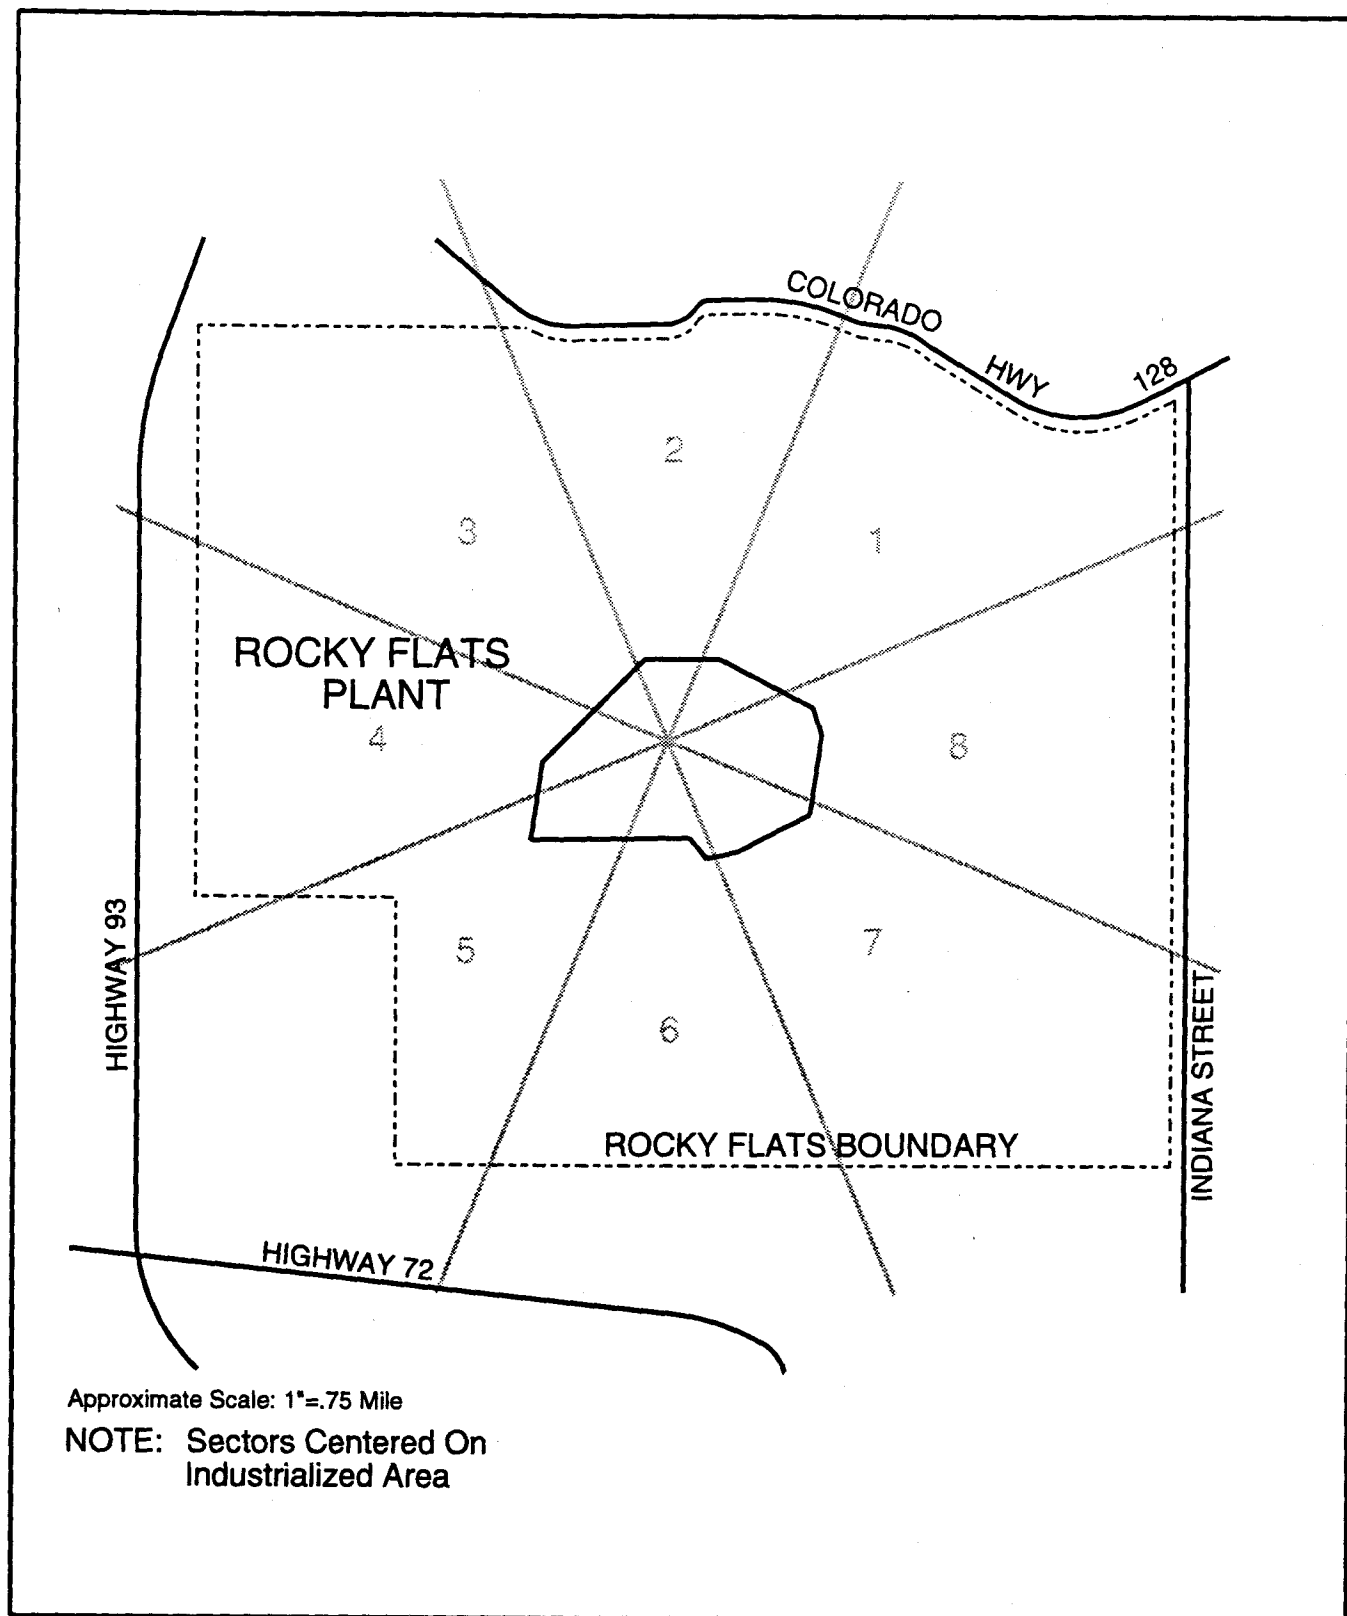 COLORADO
HWY
128
2
3
1
ROCKY FLATS
PLANT
4
8
HIGHWAY 93
5
7
6
INDIANA STREET
ROCKY FLATS BOUNDARY
HIGHWAY 72
Approximate Scale: 1"=.75 Mile
NOTE: Sectors Centered On
Industrialized Area